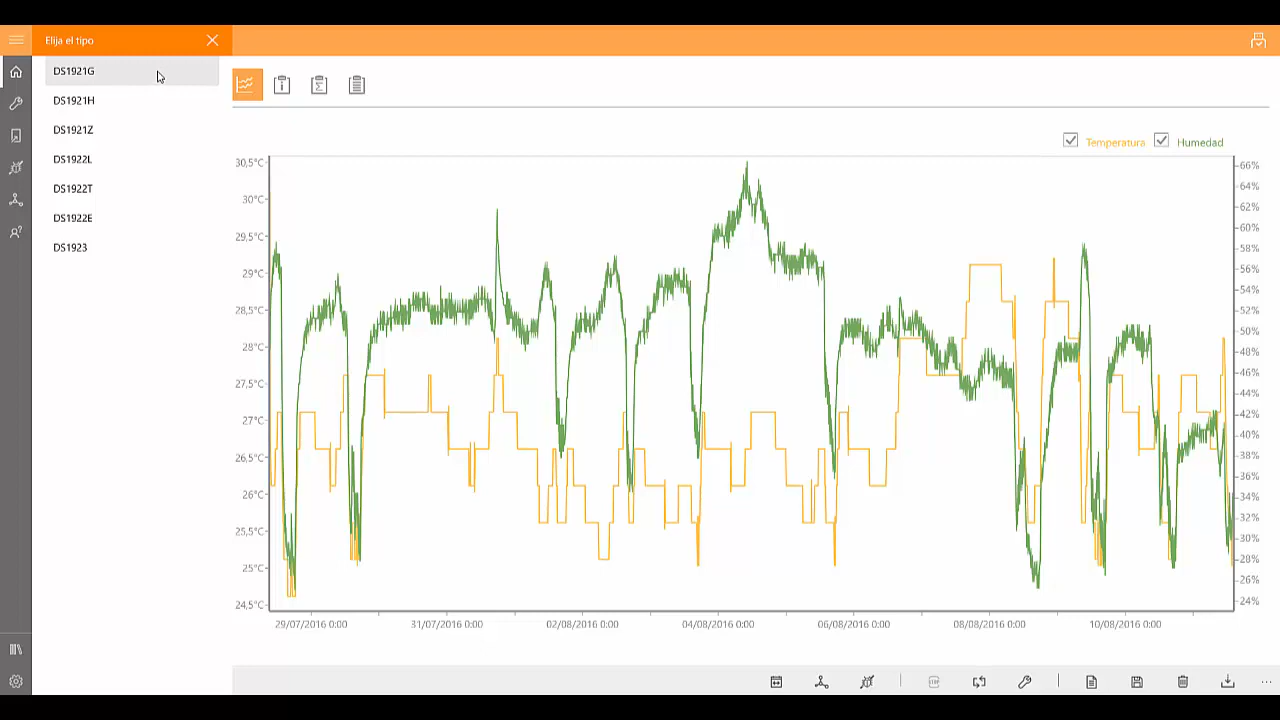 Elija el tipo
DS1921G
DS1921H
DS1921Z
DS1922L
DS1922T
DS1922E
DS1923
Temperatura
Humedad
30,5°C
30°C
29,5°C
29°C
28,5°C
28°C
27,5°C
27°C
26,5°C
26°C
25,5°C
25°C
24,5°C
66%
64%
62%
60%
58%
56%
54%
52%
50%
48%
46%
44%
42%
40%
38%
36%
34%
32%
30%
28%
26%
24%
29/07/2016 0:00
31/07/2016 0:00
02/08/2016 0:00
04/08/2016 0:00
06/08/2016 0:00
08/08/2016 0:00
10/08/2016 0:00